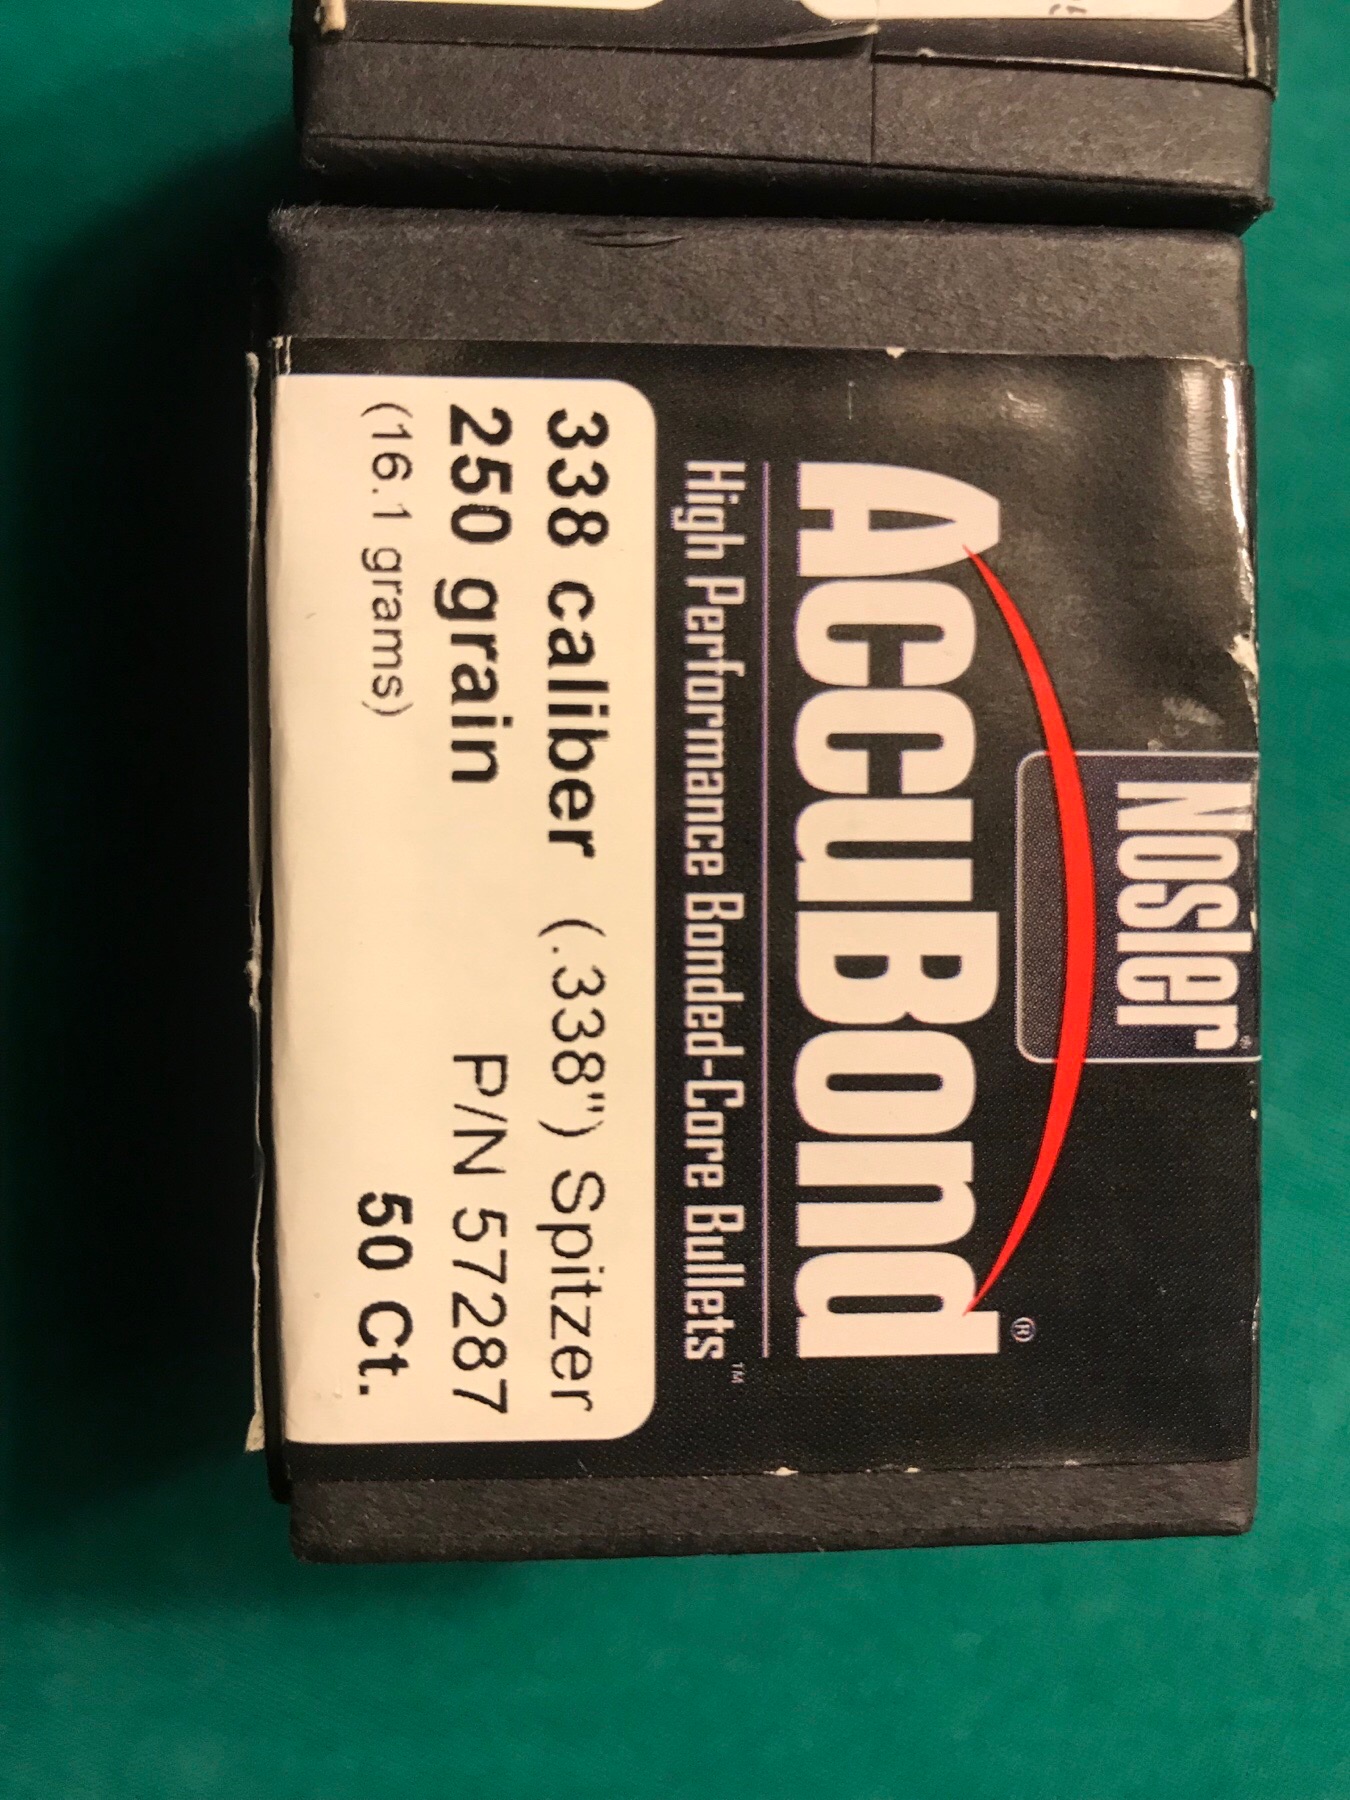 Nosler®
AccuBond®
High Performance Bonded-Core Bullets™
338 caliber (.338") Spitzer
250 grain P/N 57287
(16.1 grams) 50 Ct.